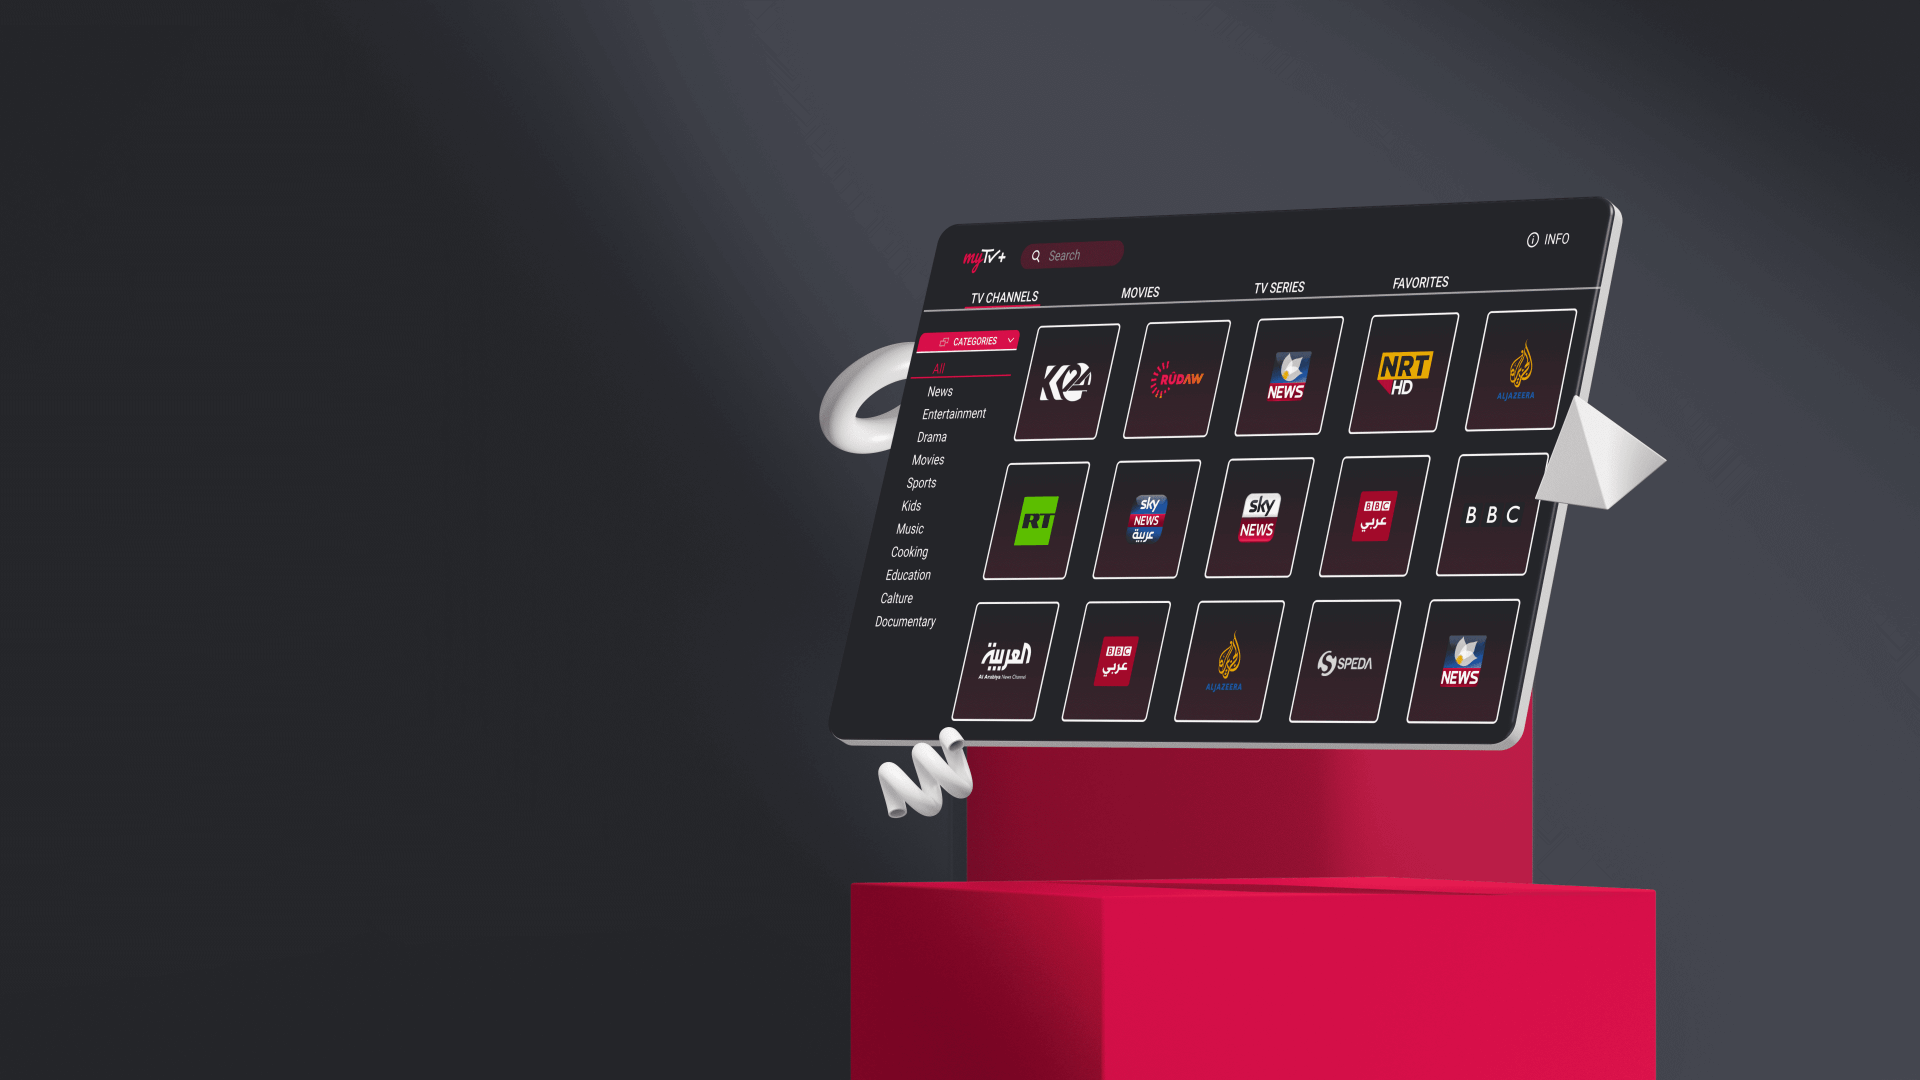 myTV+
Search
INFO
TV CHANNELS
MOVIES
TV SERIES
FAVORITES
CATEGORIES
All
News
Entertainment
Drama
Movies
Sports
Kids
Music
Cooking
Education
Calture
Documentary
K24
RÛDAW
NEWS
NRT
HD
ALJAZEERA
RT
sky
NEWS
عربية
sky
NEWS
BBC
عربي
BBC
العربية
Al Arabiya News Channel
BBC
عربي
ALJAZEERA
SPEDA
NEWS